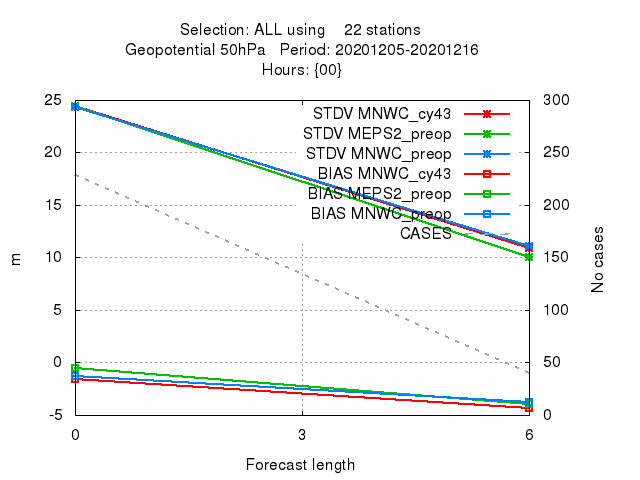 Selection: ALL using    22 stations
Geopotential 50hPa   Period: 20201205-20201216
Hours: {00}
25
20
15
10
5
0
-5
m
STDV MNWC_cy43
STDV MEPS2_preop
STDV MNWC_preop
BIAS MNWC_cy43
BIAS MEPS2_preop
BIAS MNWC_preop
CASES
300
250
200
150
100
50
0
No cases
0
3
6
Forecast length